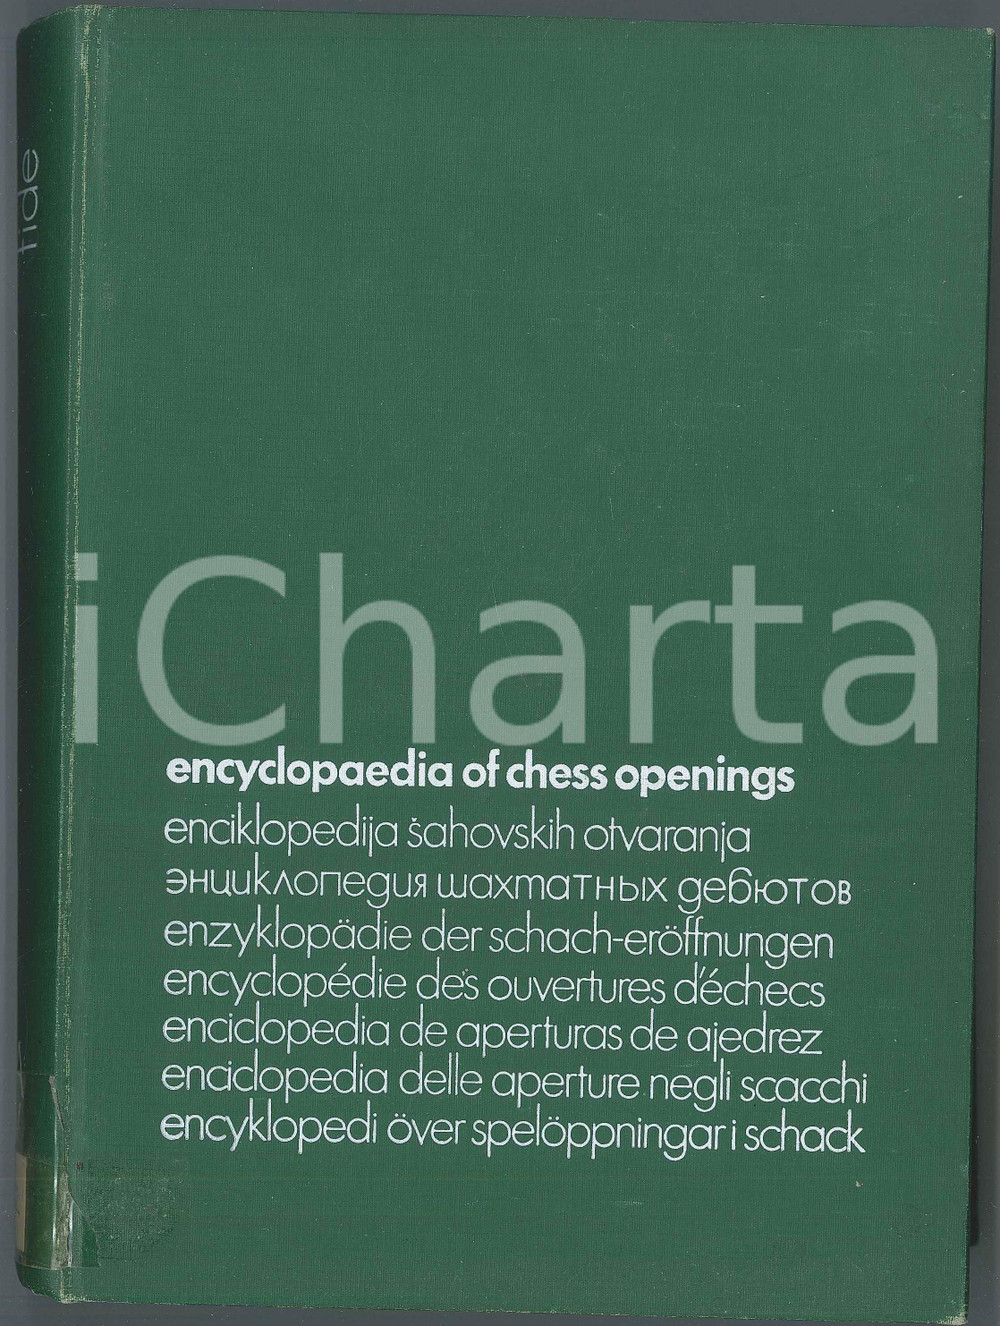 fide
iCharta
encyclopaedia of chess openings
enciklopedija šahovskih otvaranja
энциклопедия шахматных дебютов
enzyklopädie der schach-eröffnungen
encyclopédie des ouvertures d'échecs
enciclopedia de aperturas de ajedrez
enciclopedia delle aperture negli scacchi
encyklopedi över spelöppningar i schack